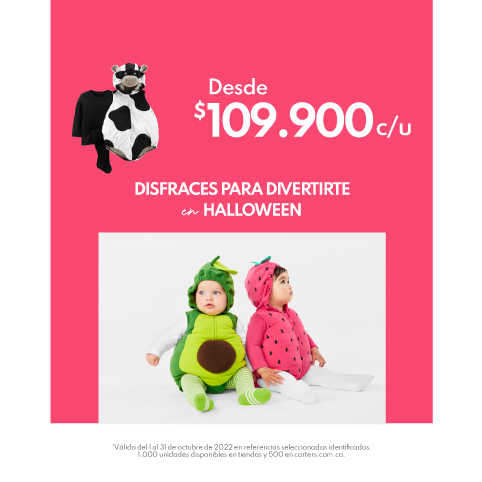 Desde
$109.900 c/u
DISFRACES PARA DIVERTIRTE
en HALLOWEEN
*Válido del 1 al 31 de octubre de 2022 en referencias seleccionadas identificadas.
1.000 unidades disponibles en tiendas y 500 en carters.com.co.